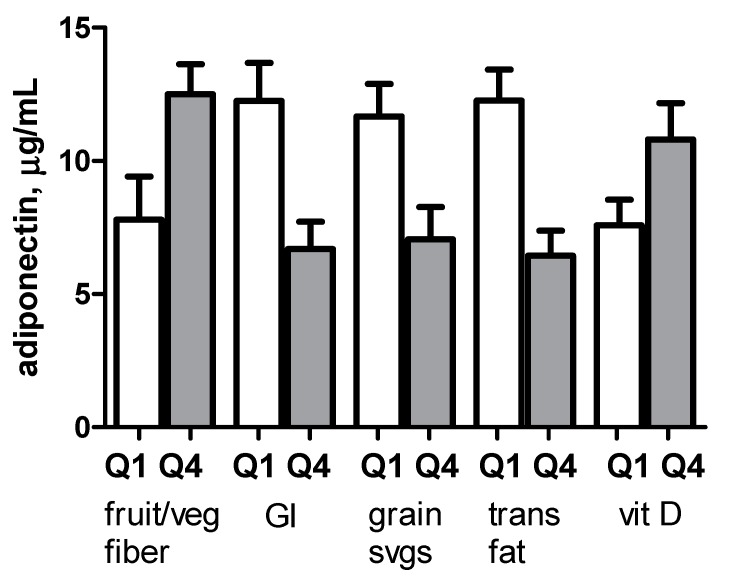 15
10
5
0
adiponectin, μg/mL
Q1 Q4 Q1 Q4 Q1 Q4 Q1 Q4 Q1 Q4
fruit/veg GI grain trans vit D
fiber svgs fat